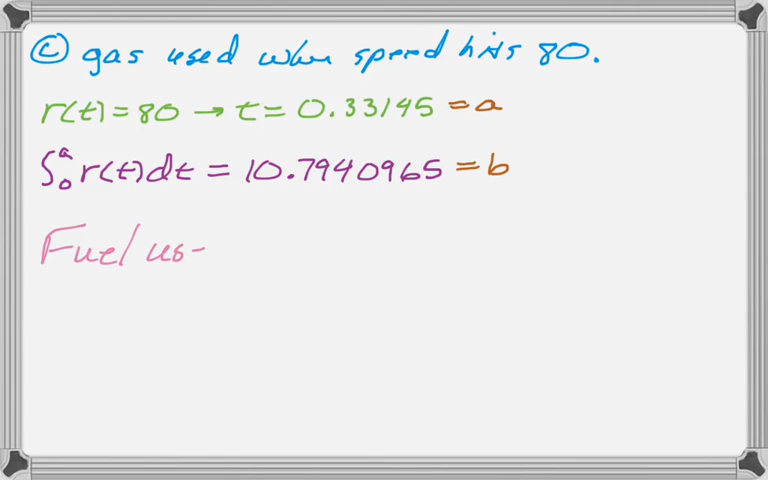 © gas used when speed hits 80.
r(t) = 80 → t = 0.33145 = a
∫₀ᵃ r(t)dt = 10.7940965 = b
Fuel us